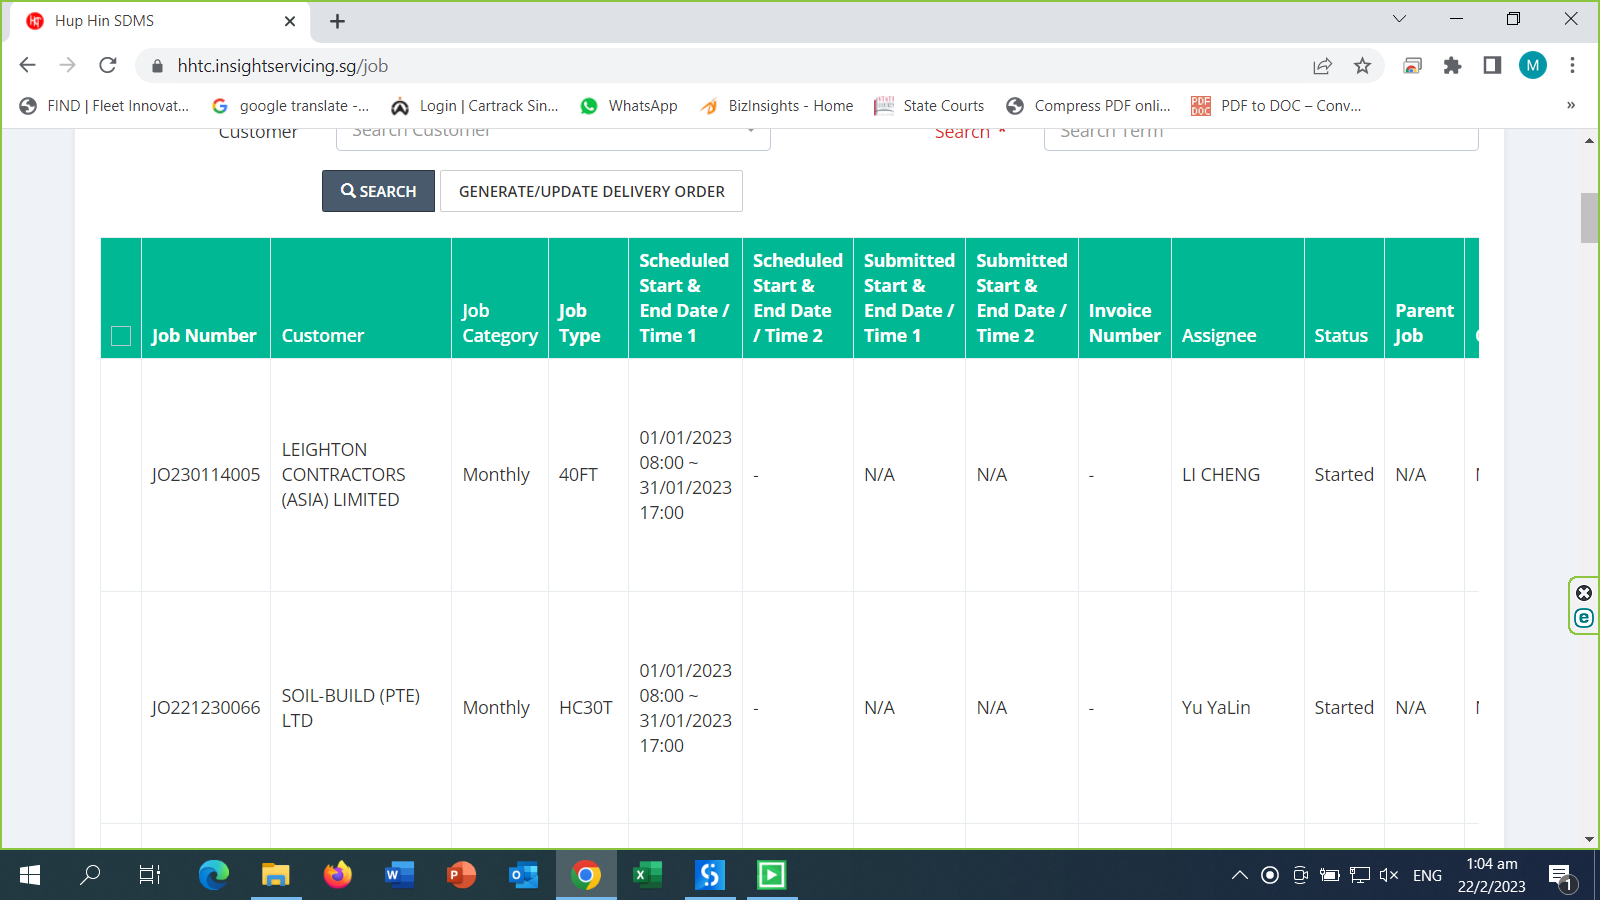 Hup Hin SDMS
hhtc.insightservicing.sg/job
M
FIND | Fleet Innovat...
google translate -...
Login | Cartrack Sin...
WhatsApp
BizInsights - Home
State Courts
Compress PDF onli...
PDF to DOC – Conv...
»
Customer
Search Customer
Search *
Search Term
SEARCH
GENERATE/UPDATE DELIVERY ORDER
Job Number
Customer
Job
Category
Job
Type
Scheduled
Start &
End Date /
Time 1
Scheduled
Start &
End Date
/ Time 2
Submitted
Start &
End Date /
Time 1
Submitted
Start &
End Date /
Time 2
Invoice
Number
Assignee
Status
Parent
Job
JO230114005
LEIGHTON
CONTRACTORS
(ASIA) LIMITED
Monthly
40FT
01/01/2023
08:00 ~
31/01/2023
17:00
-
N/A
N/A
-
LI CHENG
Started
N/A
JO221230066
SOIL-BUILD (PTE)
LTD
Monthly
HC30T
01/01/2023
08:00 ~
31/01/2023
17:00
-
N/A
N/A
-
Yu YaLin
Started
N/A
ENG
1:04 am
22/2/2023
1